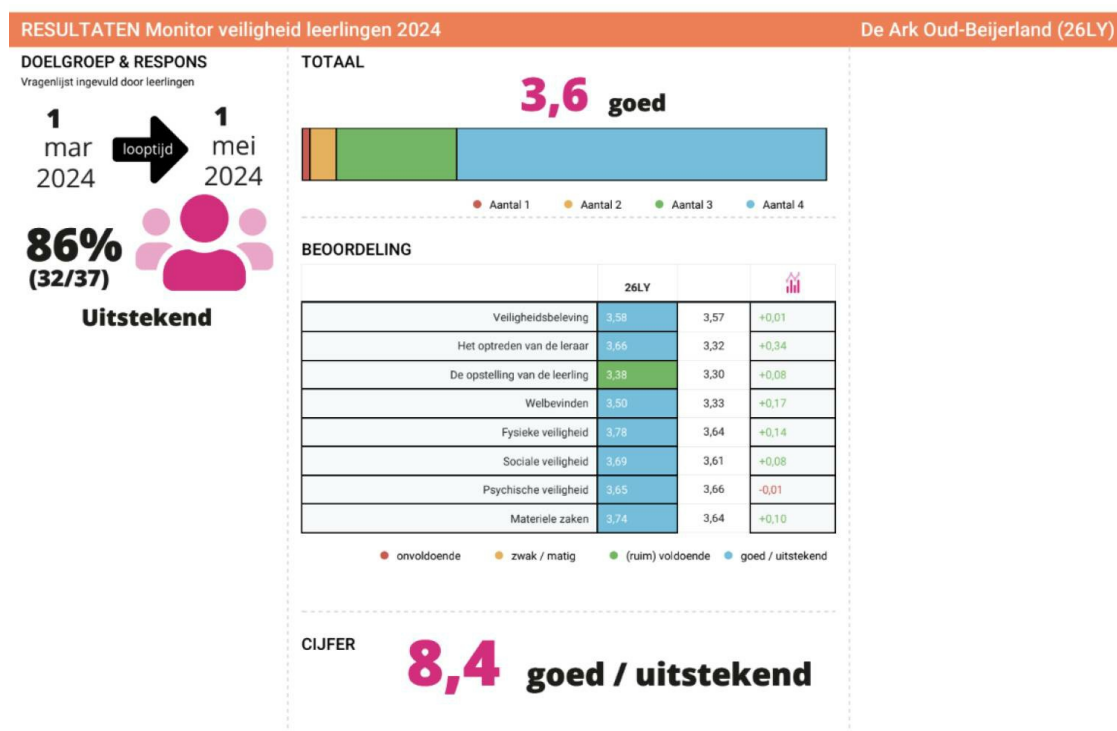 RESULTATEN Monitor veiligheid leerlingen 2024
De Ark Oud-Beijerland (26LY)
DOELGROEP & RESPONS
Vragenlijst ingevuld door leerlingen
1 mar 2024
looptijd
1 mei 2024
86%
(32/37)
Uitstekend
TOTAAL
3,6 goed
Aantal 1 Aantal 2 Aantal 3 Aantal 4
BEOORDELING
26LY
Veiligheidsbeleving 3,58 3,57 +0,01
Het optreden van de leraar 3,66 3,32 +0,34
De opstelling van de leerling 3,38 3,30 +0,08
Welbevinden 3,50 3,33 +0,17
Fysieke veiligheid 3,78 3,64 +0,14
Sociale veiligheid 3,69 3,61 +0,08
Psychische veiligheid 3,65 3,66 -0,01
Materiele zaken 3,74 3,64 +0,10
onvoldoende zwak / matig (ruim) voldoende goed / uitstekend
CIJFER
8,4 goed / uitstekend